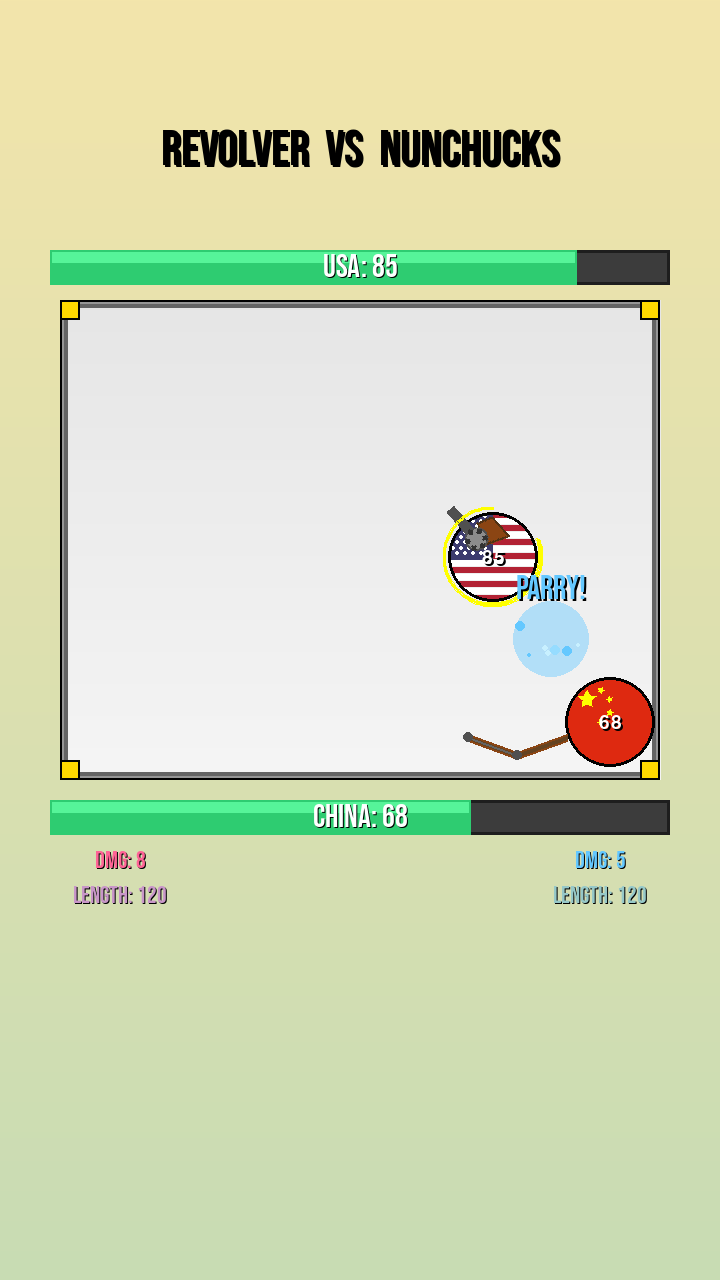 REVOLVER VS NUNCHUCKS
USA: 85
85
PARRY!
68
CHINA: 68
DMG: 8
DMG: 5
LENGTH: 120
LENGTH: 120